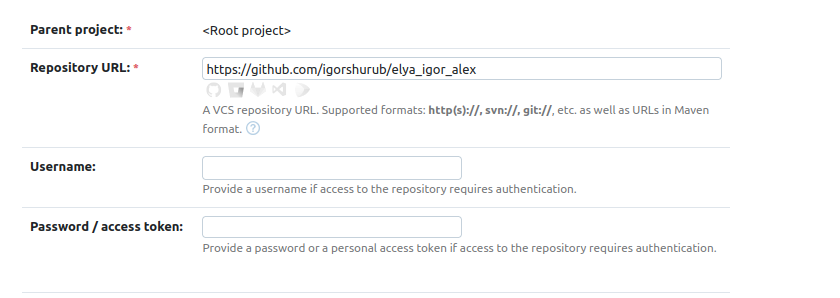 Parent project: *
<Root project>
Repository URL: *
https://github.com/igorshurub/elya_igor_alex
A VCS repository URL. Supported formats: http(s)://, svn://, git://, etc. as well as URLs in Maven
format. ?
Username:
Provide a username if access to the repository requires authentication.
Password / access token:
Provide a password or a personal access token if access to the repository requires authentication.